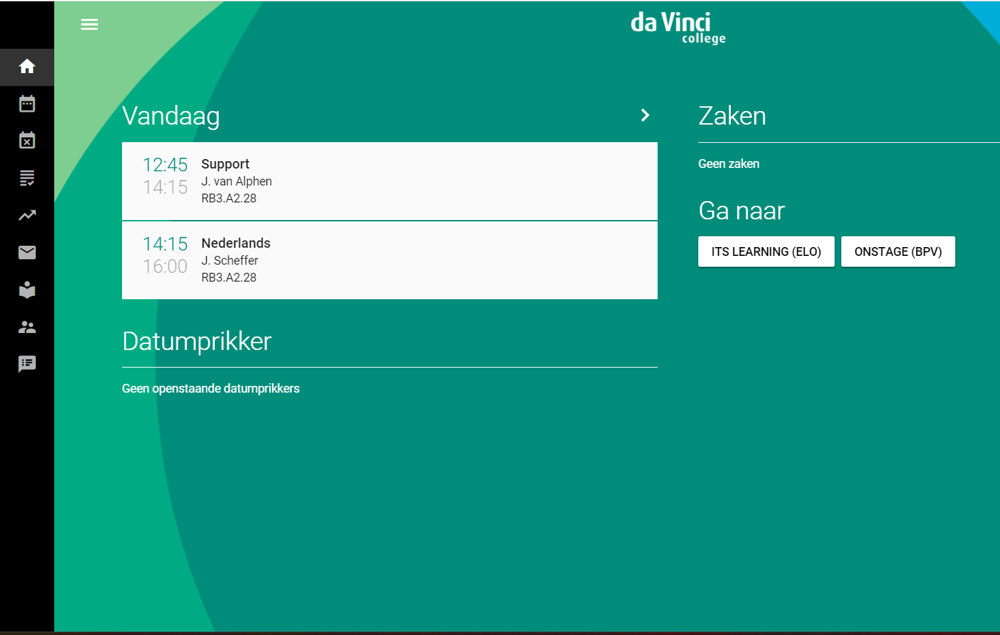 da Vinci
college
Vandaag
12:45 Support
14:15 J. van Alphen
RB3.A2.28
14:15 Nederlands
16:00 J. Scheffer
RB3.A2.28
Datumprikker
Geen openstaande datumprikkers
Zaken
Geen zaken
Ga naar
ITS LEARNING (ELO) ONSTAGE (BPV)